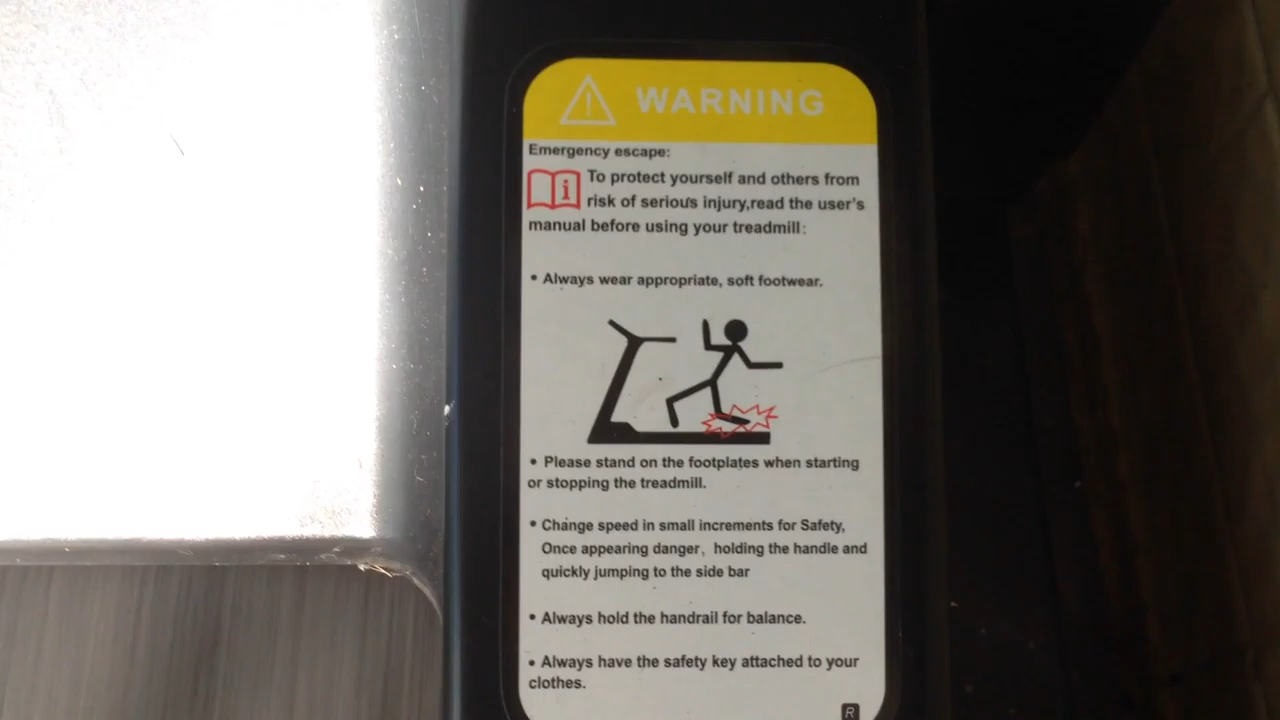 WARNING
Emergency escape:
To protect yourself and others from
risk of serious injury,read the user's
manual before using your treadmill:
• Always wear appropriate, soft footwear.
• Please stand on the footplates when starting
or stopping the treadmill.
• Change speed in small increments for Safety,
Once appearing danger, holding the handle and
quickly jumping to the side bar
• Always hold the handrail for balance.
• Always have the safety key attached to your
clothes.
R